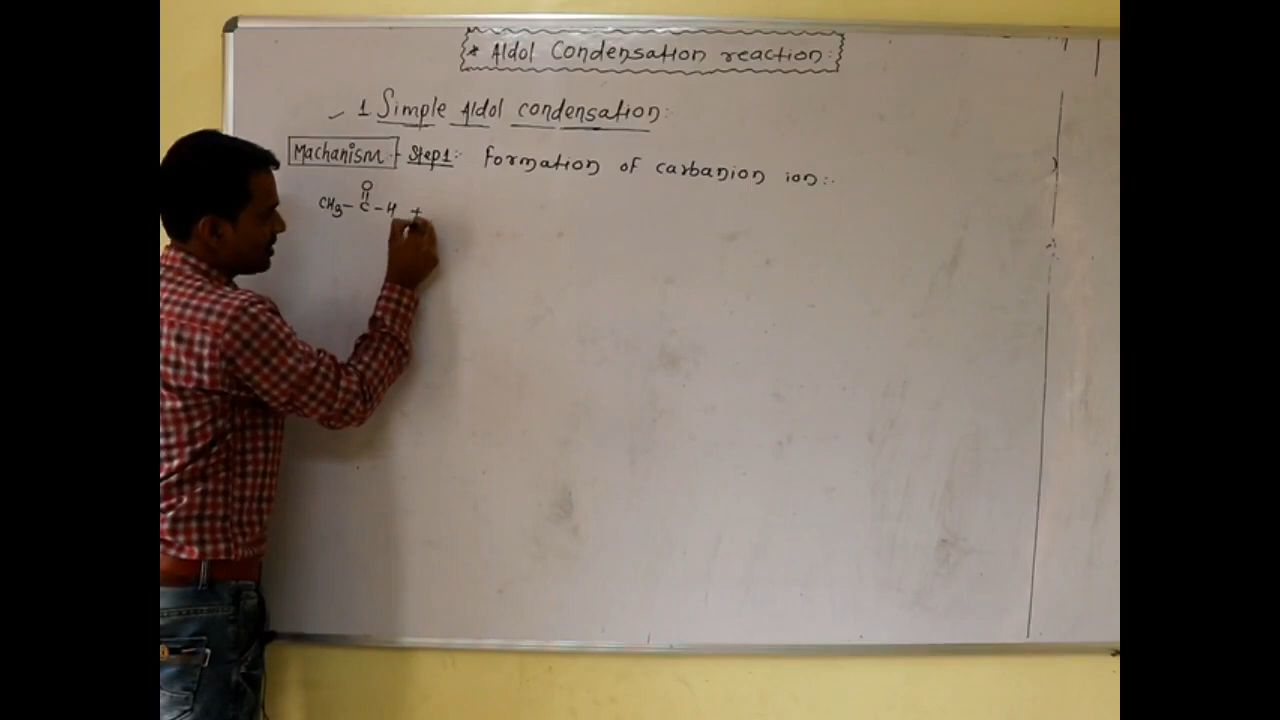 * Aldol Condensation reaction:
1 Simple Aldol condensation:
Machanism:- Step1:- formation of carbanion ion:-
O
CH3-C-H +